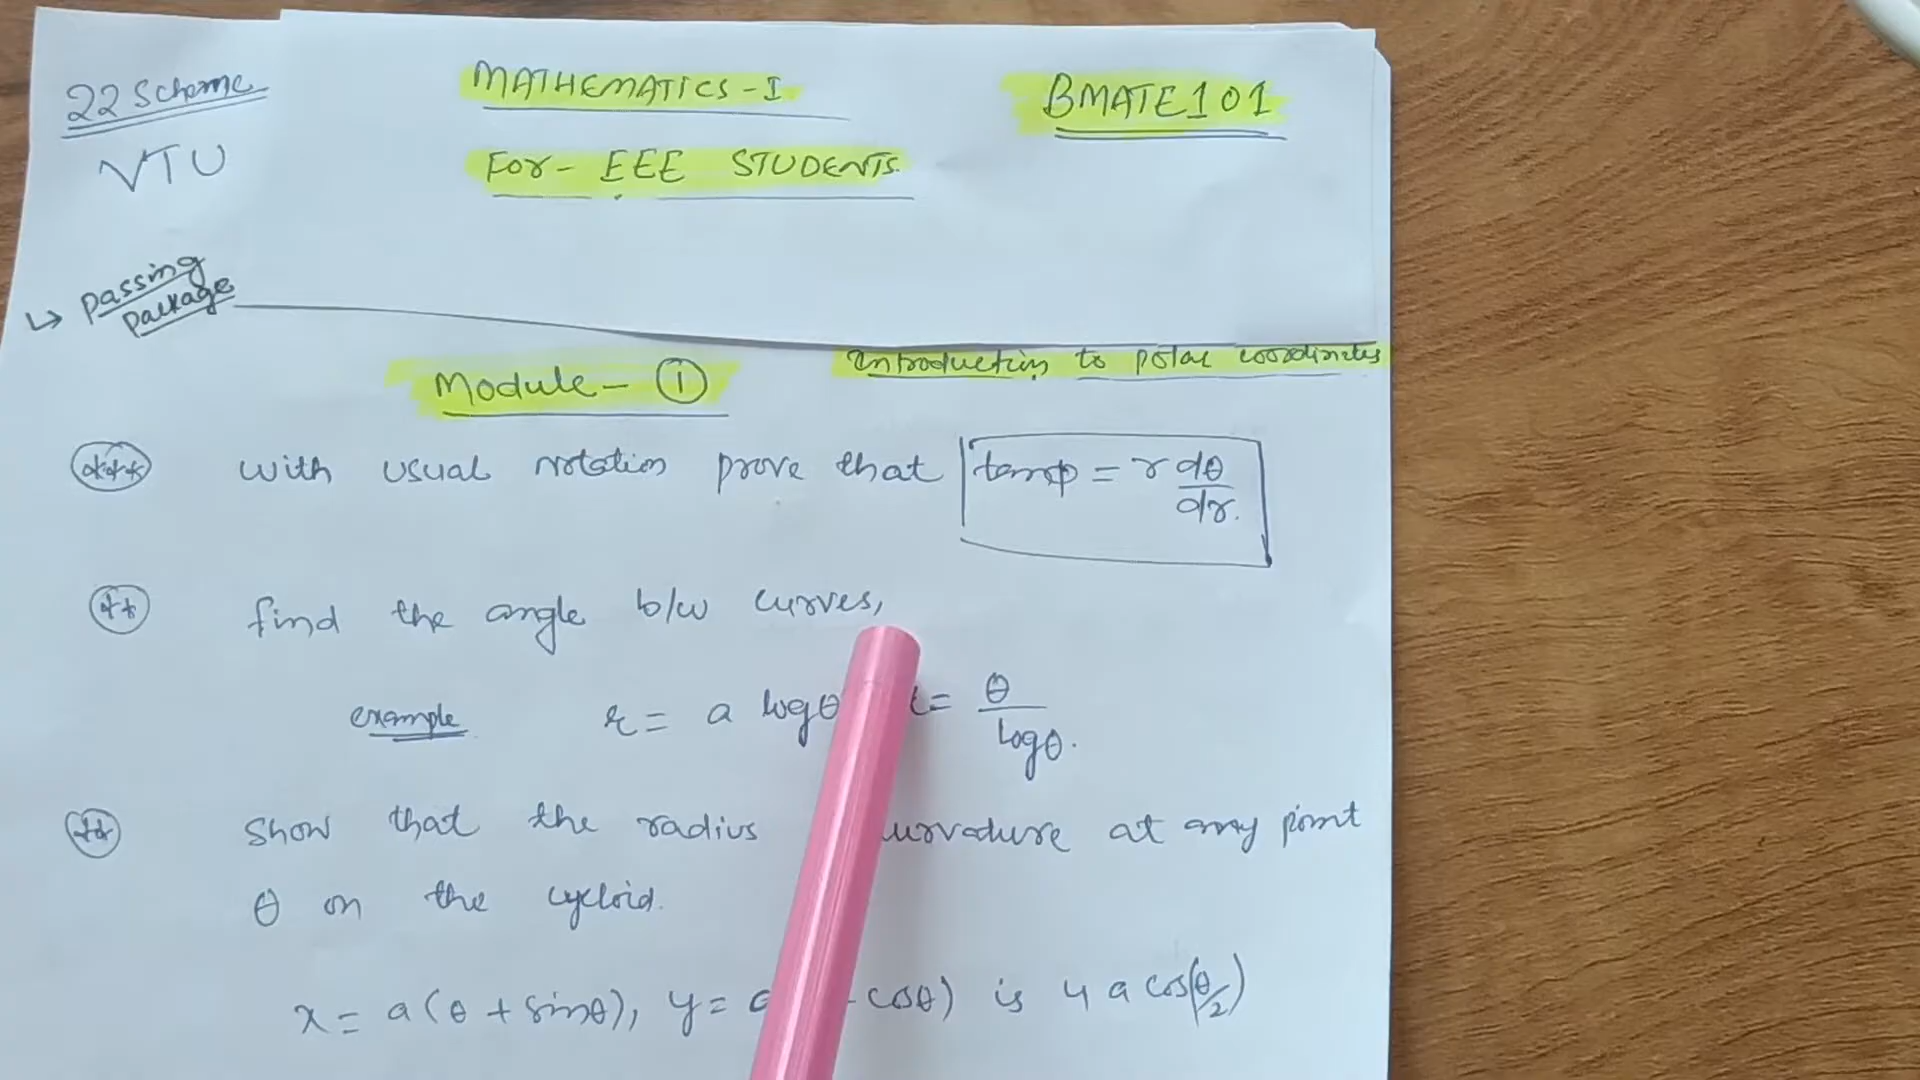 22 Scheme
VTU
MATHEMATICS-I
BMATE101
FOR- EEE STUDENTS.
↳ Passing
package
Module- ①
Introduction to polar coordinates
*** with usual notation prove that tanφ = r dθ/dr.
** find the angle b/w curves,
example r = a logθ = θ/logθ.
** Show that the radius at any point
θ on the cycloid.
x = a(θ + sinθ), y = cosθ) is 4 a cos(θ/2)